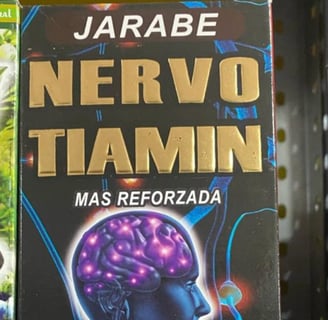 JARABE
NERVO
TIAMIN
MAS REFORZADA